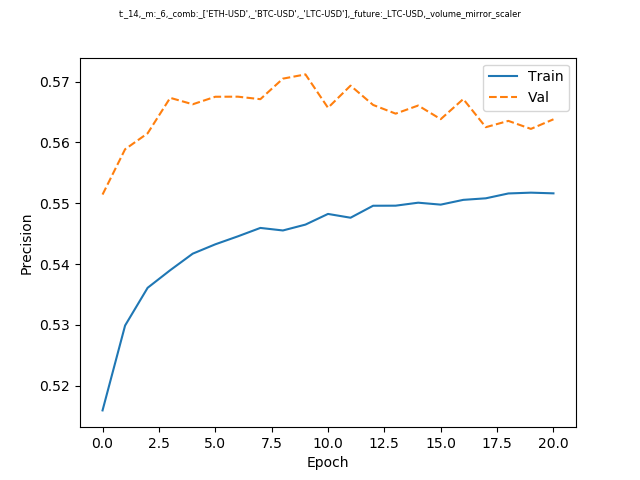 t:_14,_m:_6,_comb:_['ETH-USD',_'BTC-USD',_'LTC-USD'],_future:_LTC-USD,_volume_mirror_scaler
Train
Val
0.57
0.56
0.55
0.54
0.53
0.52
Precision
0.0 2.5 5.0 7.5 10.0 12.5 15.0 17.5 20.0
Epoch